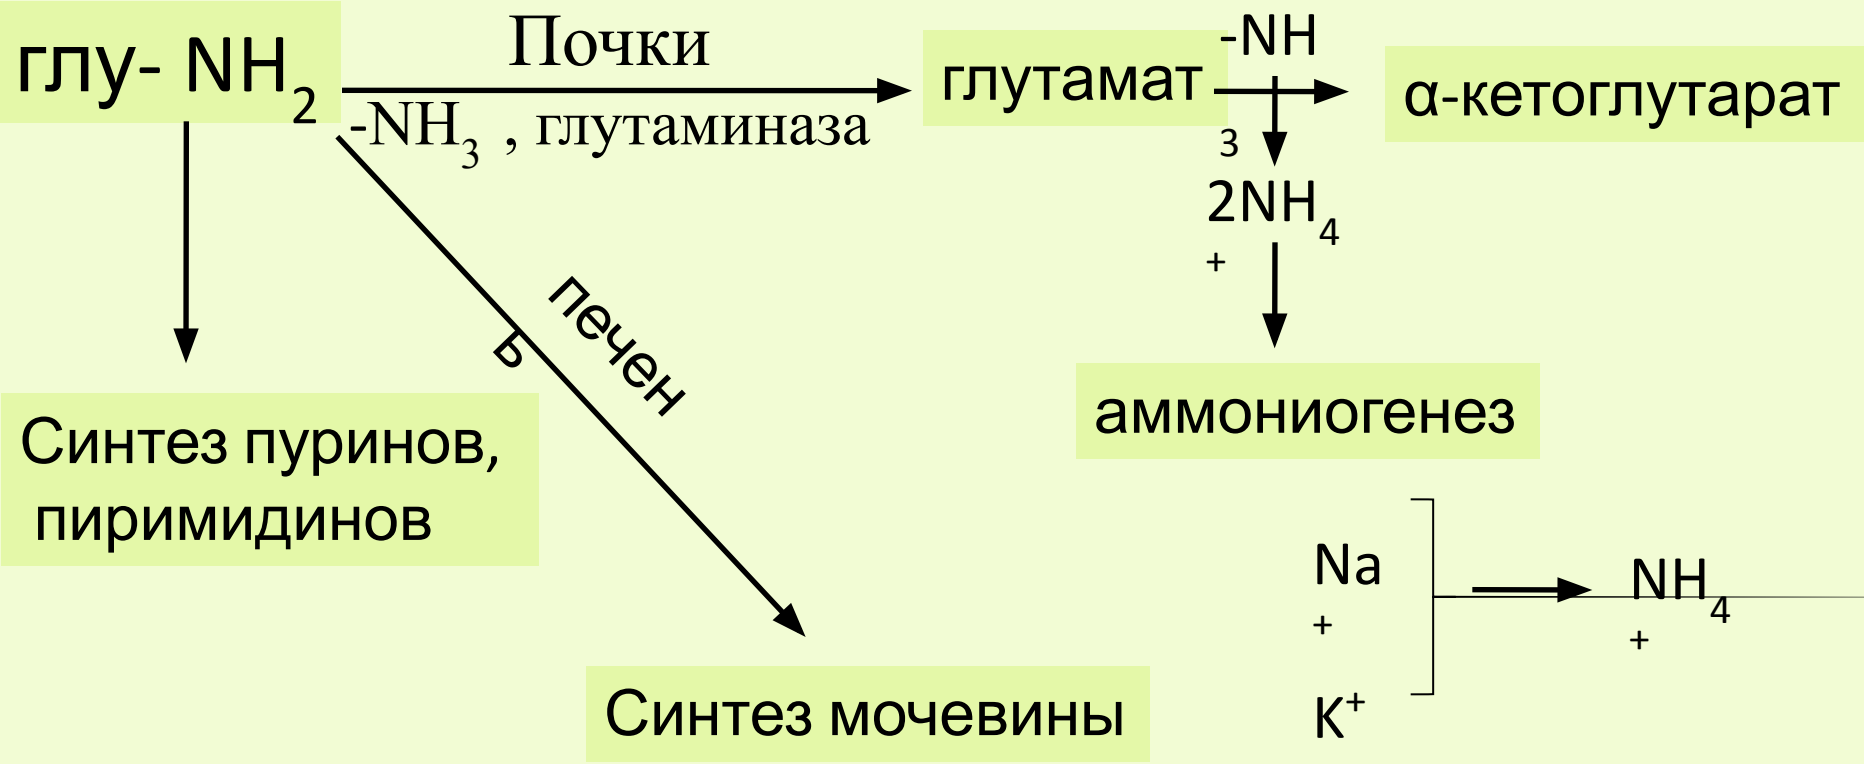 глу- NH₂
Почки
-NH₃ , глутаминаза
глутамат
-NH
3
α-кетоглутарат
2NH₄
+
аммониогенез
печен
ь
Синтез пуринов,
пиримидинов
Синтез мочевины
Na
+
K⁺
NH₄
+